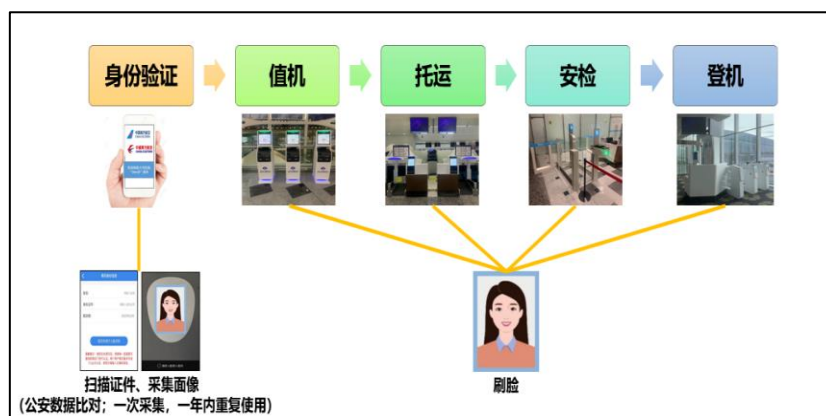 身份验证
值机
托运
安检
登机
扫描证件、采集面像
(公安数据比对；一次采集，一年内重复使用)
刷脸